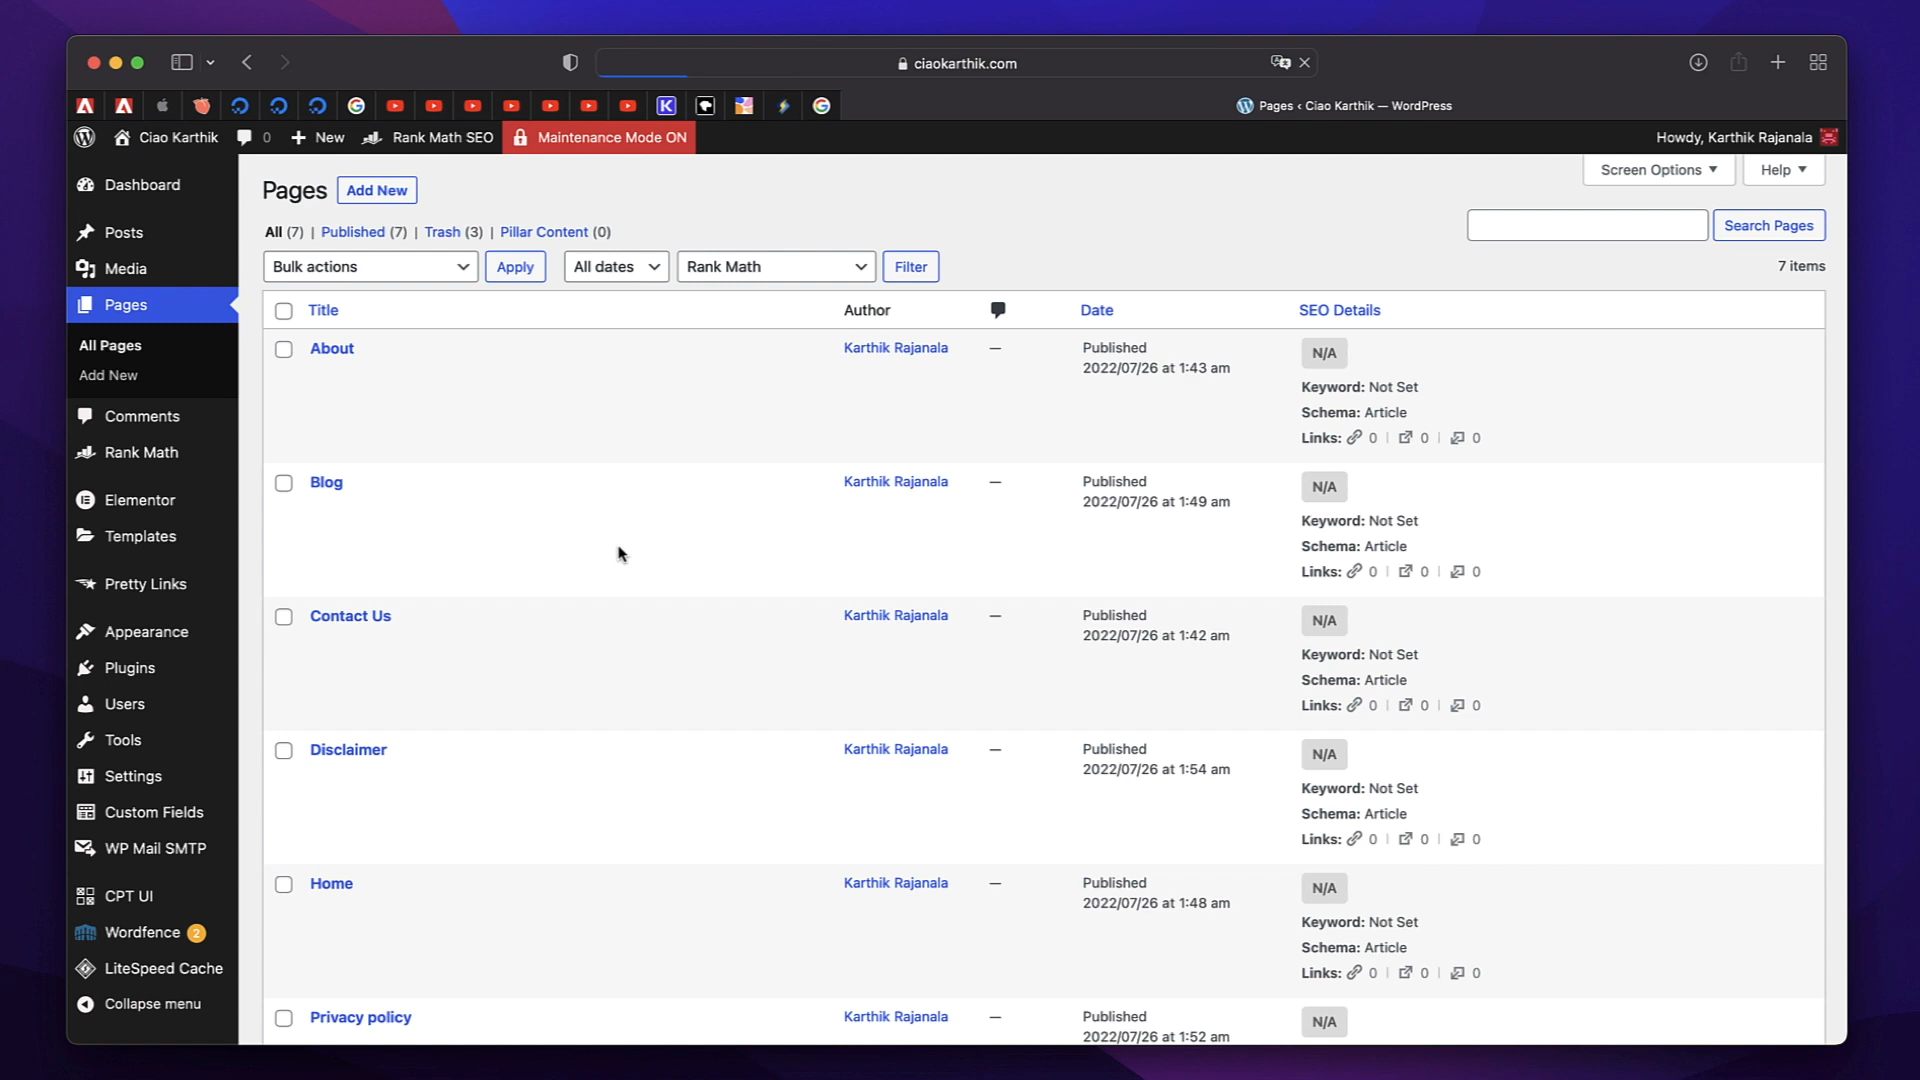 ciaokarthik.com
Pages ‹ Ciao Karthik — WordPress
Ciao Karthik 0 New Rank Math SEO Maintenance Mode ON Howdy, Karthik Rajanala
Dashboard
Posts
Media
Pages
All Pages
Add New
Comments
Rank Math
Elementor
Templates
Pretty Links
Appearance
Plugins
Users
Tools
Settings
Custom Fields
WP Mail SMTP
CPT UI
Wordfence 2
LiteSpeed Cache
Collapse menu
Screen Options Help
Pages Add New
All (7) | Published (7) | Trash (3) | Pillar Content (0)
Search Pages
Bulk actions Apply All dates Rank Math Filter
7 items
Title Author Date SEO Details
About Karthik Rajanala — Published
2022/07/26 at 1:43 am
N/A
Keyword: Not Set
Schema: Article
Links: 0 | 0 | 0
Blog Karthik Rajanala — Published
2022/07/26 at 1:49 am
N/A
Keyword: Not Set
Schema: Article
Links: 0 | 0 | 0
Contact Us Karthik Rajanala — Published
2022/07/26 at 1:42 am
N/A
Keyword: Not Set
Schema: Article
Links: 0 | 0 | 0
Disclaimer Karthik Rajanala — Published
2022/07/26 at 1:54 am
N/A
Keyword: Not Set
Schema: Article
Links: 0 | 0 | 0
Home Karthik Rajanala — Published
2022/07/26 at 1:48 am
N/A
Keyword: Not Set
Schema: Article
Links: 0 | 0 | 0
Privacy policy Karthik Rajanala — Published
2022/07/26 at 1:52 am
N/A